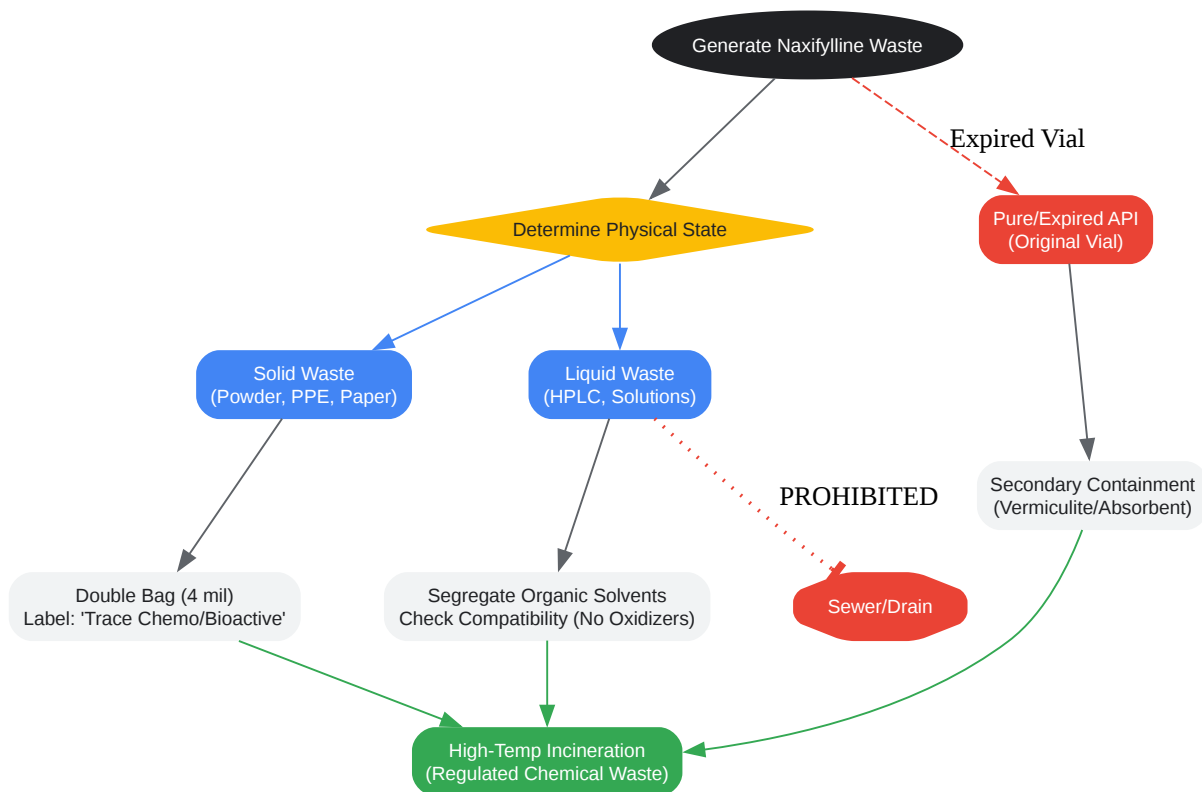 Generate Naxifylline Waste
Expired Vial
Determine Physical State
Pure/Expired API
(Original Vial)
Solid Waste
(Powder, PPE, Paper)
Liquid Waste
(HPLC, Solutions)
PROHIBITED
Secondary Containment
(Vermiculite/Absorbent)
Double Bag (4 mil)
Label: 'Trace Chemo/Bioactive'
Segregate Organic Solvents
Check Compatibility (No Oxidizers)
Sewer/Drain
High-Temp Incineration
(Regulated Chemical Waste)